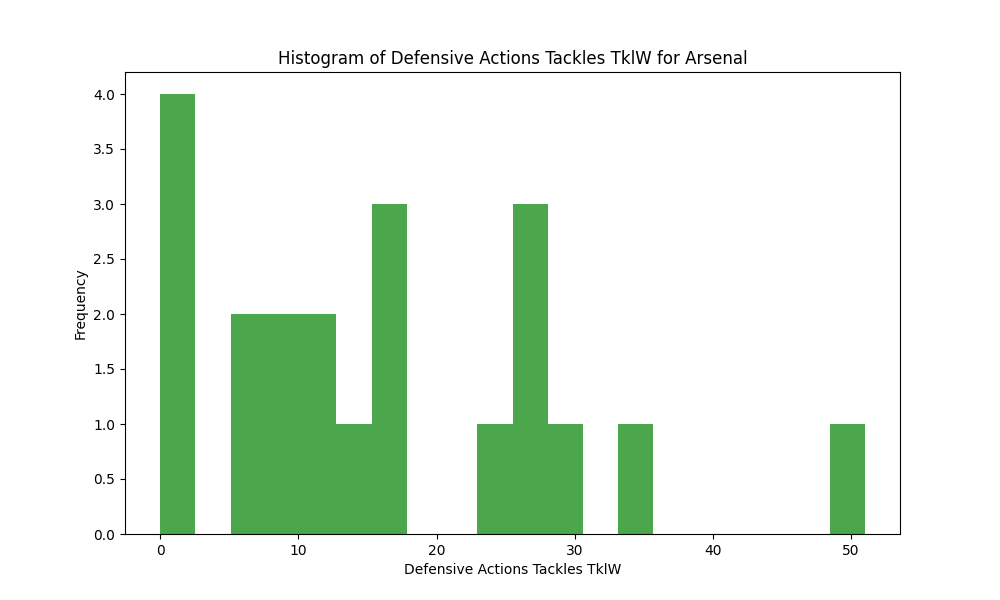 Histogram of Defensive Actions Tackles TklW for Arsenal
4.0
3.5
3.0
2.5
2.0
1.5
1.0
0.5
0.0
Frequency
0 10 20 30 40 50
Defensive Actions Tackles TklW